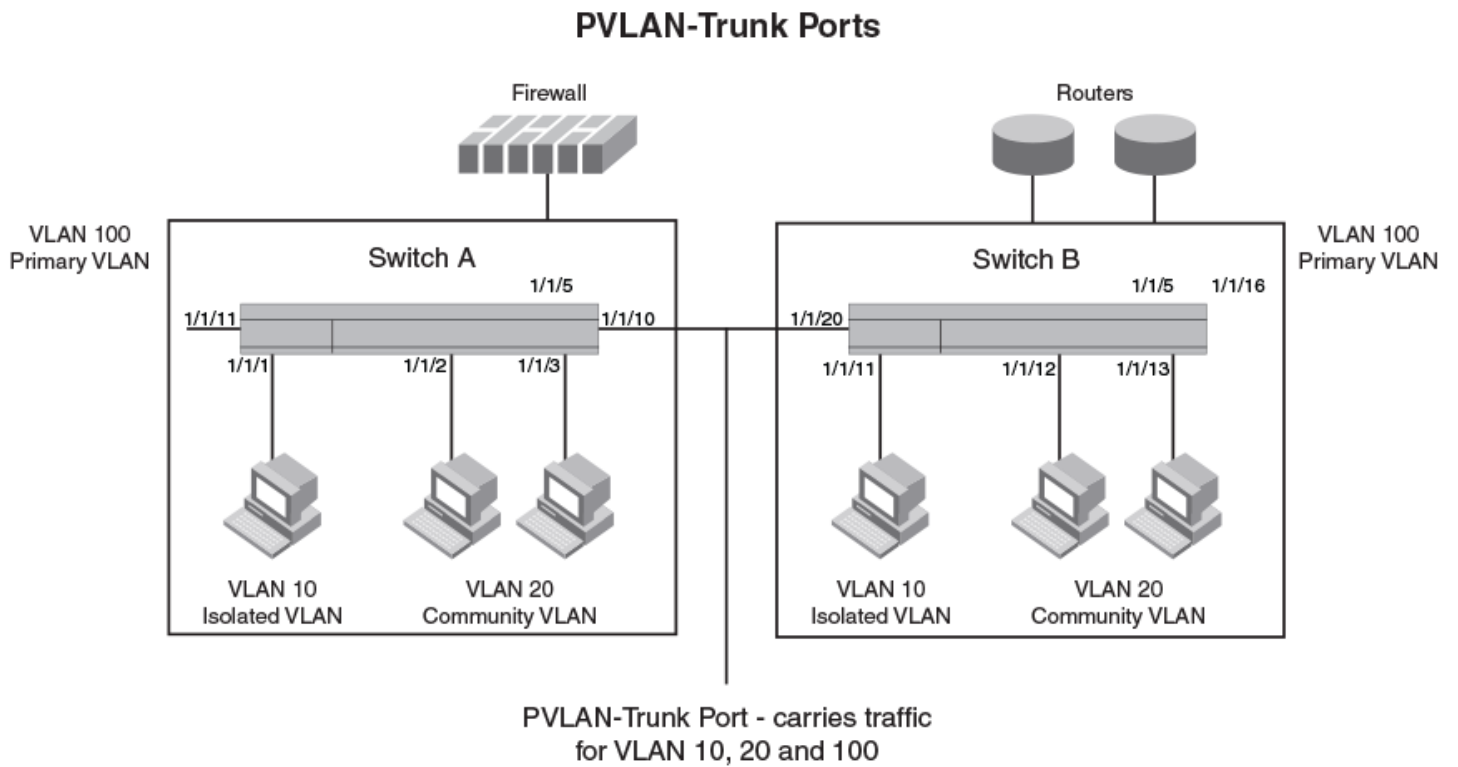 PVLAN-Trunk Ports
Firewall
Routers
VLAN 100
Primary VLAN
Switch A
1/1/5
1/1/11
1/1/10
1/1/1
1/1/2
1/1/3
VLAN 10
Isolated VLAN
VLAN 20
Community VLAN
Switch B
1/1/5
1/1/16
VLAN 100
Primary VLAN
1/1/20
1/1/11
1/1/12
1/1/13
VLAN 10
Isolated VLAN
VLAN 20
Community VLAN
PVLAN-Trunk Port - carries traffic
for VLAN 10, 20 and 100